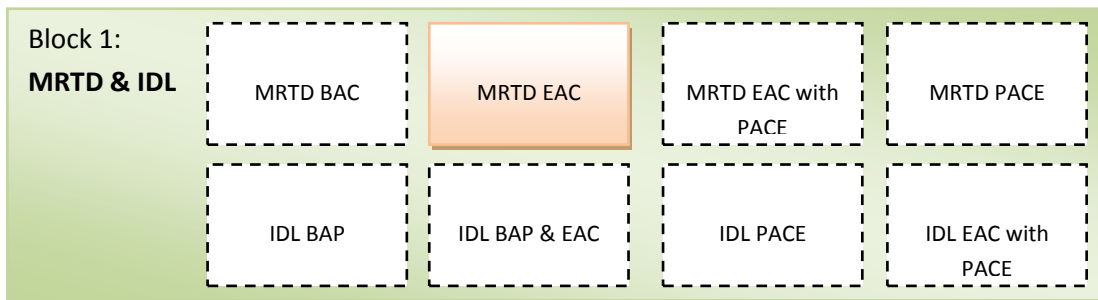 Block 1:
MRTD & IDL
MRTD BAC
MRTD EAC
MRTD EAC with
PACE
MRTD PACE
IDL BAP
IDL BAP & EAC
IDL PACE
IDL EAC with
PACE